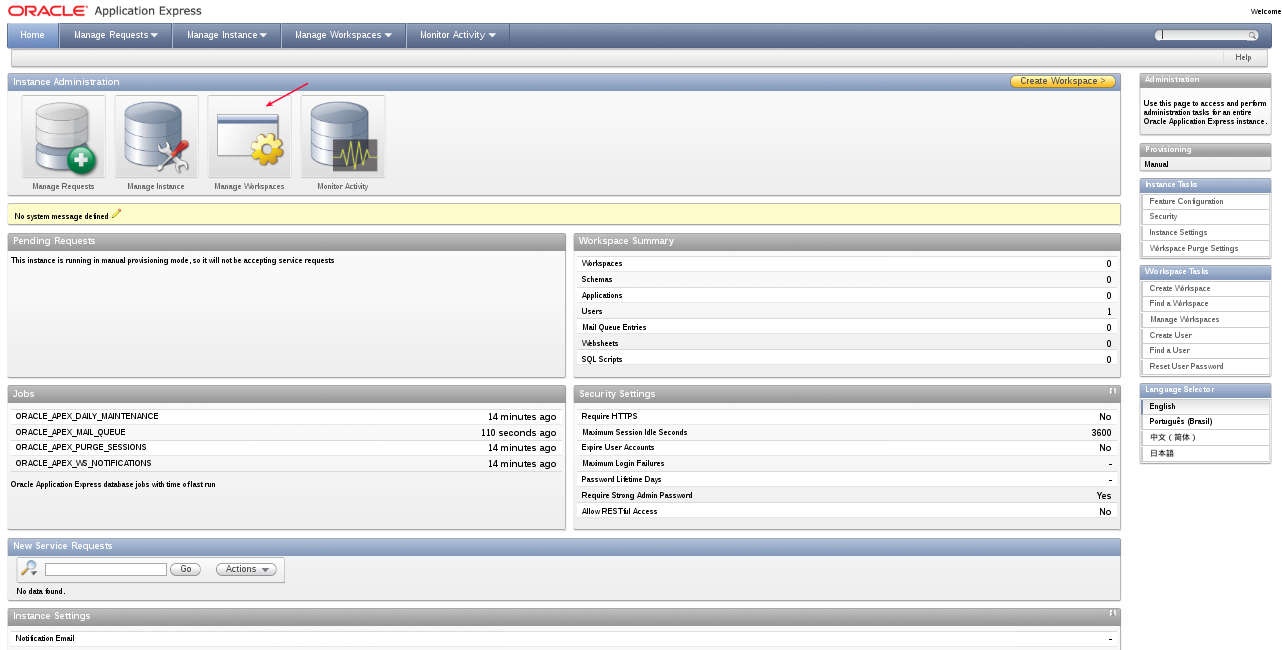 ORACLE Application Express
Welcome
Home Manage Requests Manage Instance Manage Workspaces Monitor Activity
Help
Instance Administration
Create Workspace >
Manage Requests Manage Instance Manage Workspaces Monitor Activity
No system message defined
Pending Requests
This instance is running in manual provisioning mode, so it will not be accepting service requests
Workspace Summary
Workspaces 0
Schemas 0
Applications 0
Users 1
Mail Queue Entries 0
Websheets 0
SQL Scripts 0
Jobs
ORACLE_APEX_DAILY_MAINTENANCE 14 minutes ago
ORACLE_APEX_MAIL_QUEUE 110 seconds ago
ORACLE_APEX_PURGE_SESSIONS 14 minutes ago
ORACLE_APEX_WS_NOTIFICATIONS 14 minutes ago
Oracle Application Express database jobs with time of last run
Security Settings
Require HTTPS No
Maximum Session Idle Seconds 3600
Expire User Accounts No
Maximum Login Failures -
Password Lifetime Days -
Require Strong Admin Password Yes
Allow RESTful Access No
New Service Requests
Go Actions
No data found.
Instance Settings
Notification Email -
Administration
Use this page to access and perform
administration tasks for an entire
Oracle Application Express instance.
Provisioning
Manual
Instance Tasks
Feature Configuration
Security
Instance Settings
Workspace Purge Settings
Workspace Tasks
Create Workspace
Find a Workspace
Manage Workspaces
Create User
Find a User
Reset User Password
Language Selector
English
Português (Brasil)
中文（简体）
日本語